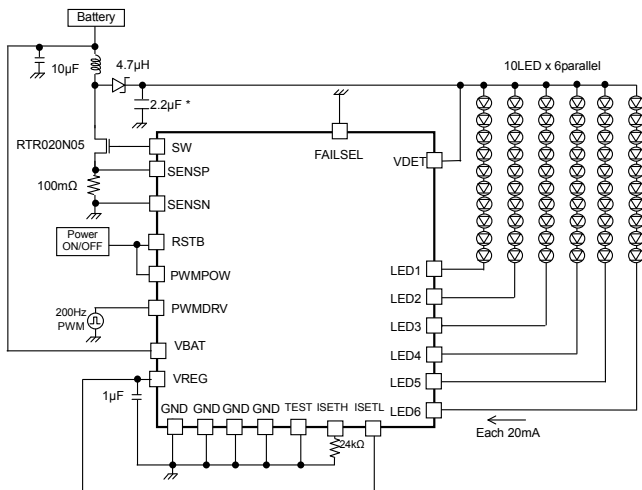 Battery
10µF
4.7µH
2.2µF *
10LED x 6parallel
RTR020N05
100mΩ
SW
SENSP
SENSN
FAILSEL
VDET
Power
ON/OFF
RSTB
PWMPOW
200Hz
PWM
PWMDRV
VBAT
VREG
1µF
LED1
LED2
LED3
LED4
LED5
LED6
GND GND GND GND TEST ISETH ISETL
24kΩ
Each 20mA